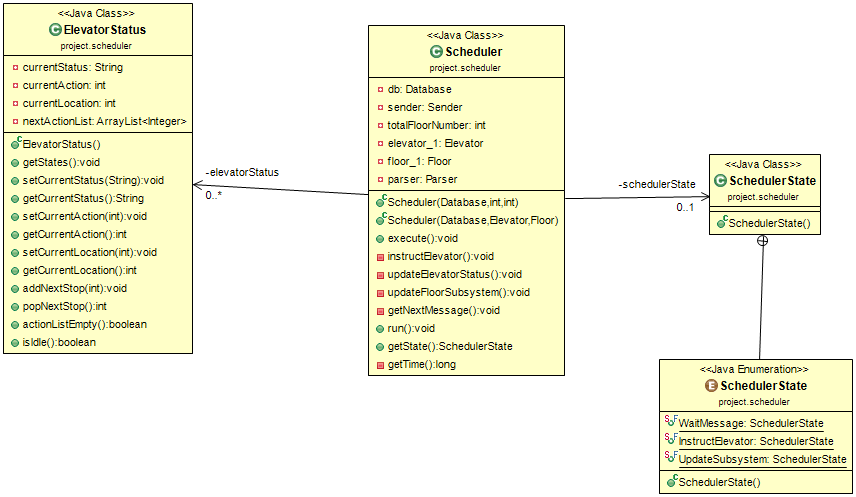 <<Java Class>>
ElevatorStatus
project.scheduler
currentStatus: String
currentAction: int
currentLocation: int
nextActionList: ArrayList<Integer>
ElevatorStatus()
getStates():void
setCurrentStatus(String):void
getCurrentStatus():String
setCurrentAction(int):void
getCurrentAction():int
setCurrentLocation(int):void
getCurrentLocation():int
addNextStop(int):void
popNextStop():int
actionListEmpty():boolean
isIdle():boolean
-elevatorStatus
0..*
<<Java Class>>
Scheduler
project.scheduler
db: Database
sender: Sender
totalFloorNumber: int
elevator_1: Elevator
floor_1: Floor
parser: Parser
Scheduler(Database,int,int)
Scheduler(Database,Elevator,Floor)
execute():void
instructElevator():void
updateElevatorStatus():void
updateFloorSubsystem():void
getNextMessage():void
run():void
getState():SchedulerState
getTime():long
-schedulerState
0..1
<<Java Class>>
SchedulerState
project.scheduler
SchedulerState()
<<Java Enumeration>>
SchedulerState
project.scheduler
WaitMessage: SchedulerState
InstructElevator: SchedulerState
UpdateSubsystem: SchedulerState
SchedulerState()